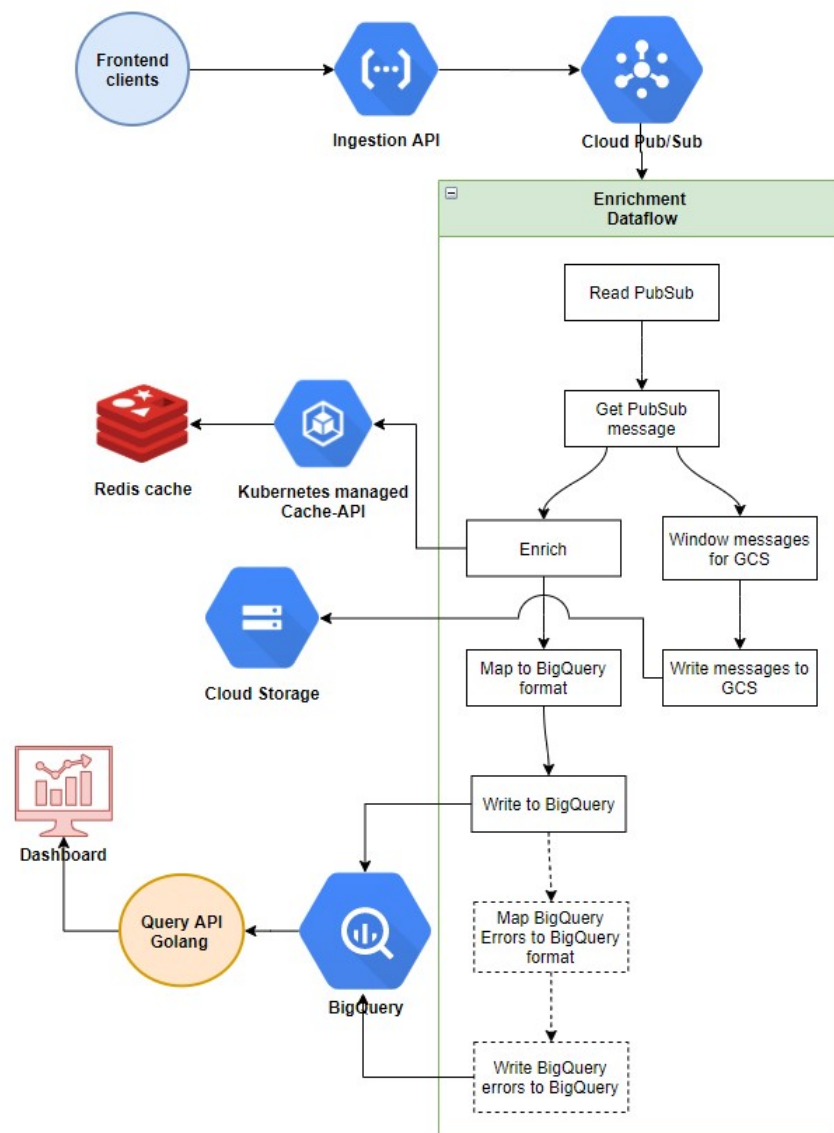 Frontend
clients
Ingestion API
Cloud Pub/Sub
Enrichment
Dataflow
Read PubSub
Get PubSub
message
Redis cache
Kubernetes managed
Cache-API
Enrich
Window messages
for GCS
Cloud Storage
Map to BigQuery
format
Write messages to
GCS
Dashboard
Write to BigQuery
Query API
Golang
BigQuery
Map BigQuery
Errors to BigQuery
format
Write BigQuery
errors to BigQuery